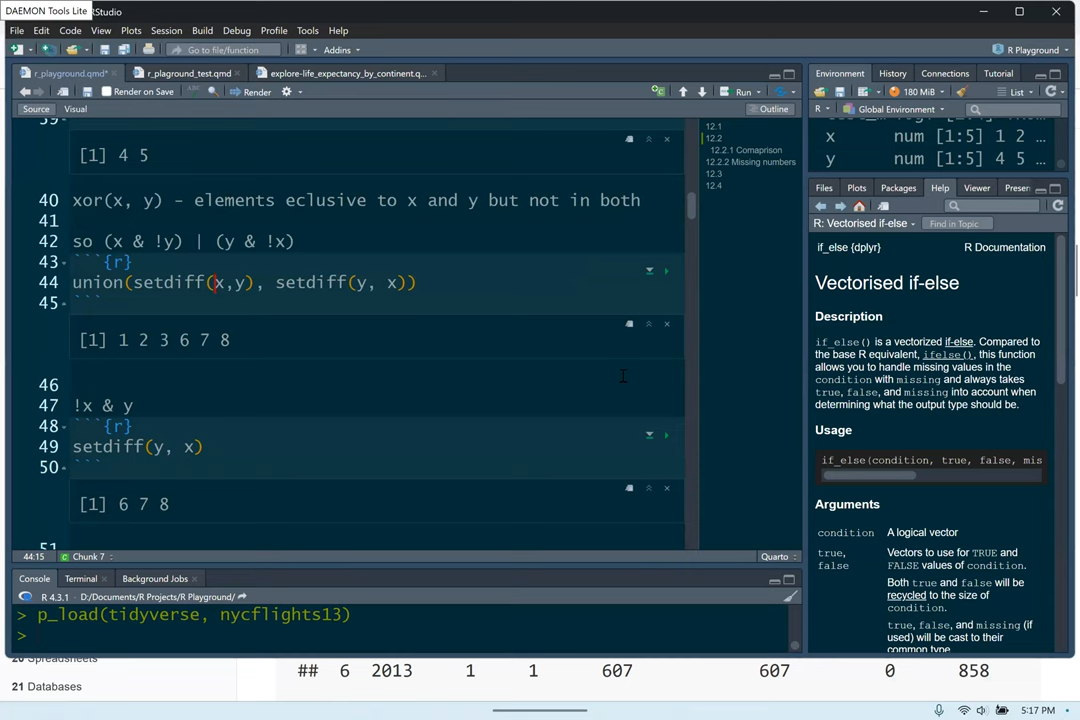 DAEMON Tools Lite
RStudio
File Edit Code View Plots Session Build Debug Profile Tools Help
Go to file/function
Addins
R Playground
r_playground.qmd*
r_plaground_test.qmd
explore-life_expectancy_by_continent.q...
Render on Save
Render
Run
Source
Visual
Outline
39
[1] 4 5
40 xor(x, y) - elements eclusive to x and y but not in both
41
42 so (x & !y) | (y & !x)
43 ```{r}
44 union(setdiff(x,y), setdiff(y, x))
45 ```
[1] 1 2 3 6 7 8
46
47 !x & y
48 ```{r}
49 setdiff(y, x)
50 ```
[1] 6 7 8
51
12.1
12.2
12.2.1 Comaprison
12.2.2 Missing numbers
12.3
12.4
44:15
Chunk 7
Quarto
Console
Terminal
Background Jobs
R 4.3.1 · D:/Documents/R Projects/R Playground/
> p_load(tidyverse, nycflights13)
>
Environment
History
Connections
Tutorial
180 MiB
List
R
Global Environment
x num [1:5] 1 2 ...
y num [1:5] 4 5 ...
Files
Plots
Packages
Help
Viewer
Presen
R: Vectorised if-else
Find in Topic
if_else {dplyr}
R Documentation
Vectorised if-else
Description
if_else() is a vectorized if-else. Compared to
the base R equivalent, ifelse(), this function
allows you to handle missing values in the
condition with missing and always takes
true, false, and missing into account when
determining what the output type should be.
Usage
if_else(condition, true, false, mis
Arguments
condition
A logical vector
true,
false
Vectors to use for TRUE and
FALSE values of condition.
Both true and false will be
recycled to the size of
condition.
true, false, and missing (if
used) will be cast to their
common type.
20 Spreadsheets
21 Databases
## 6 2013 1 1 607 607 0 858
5:17 PM